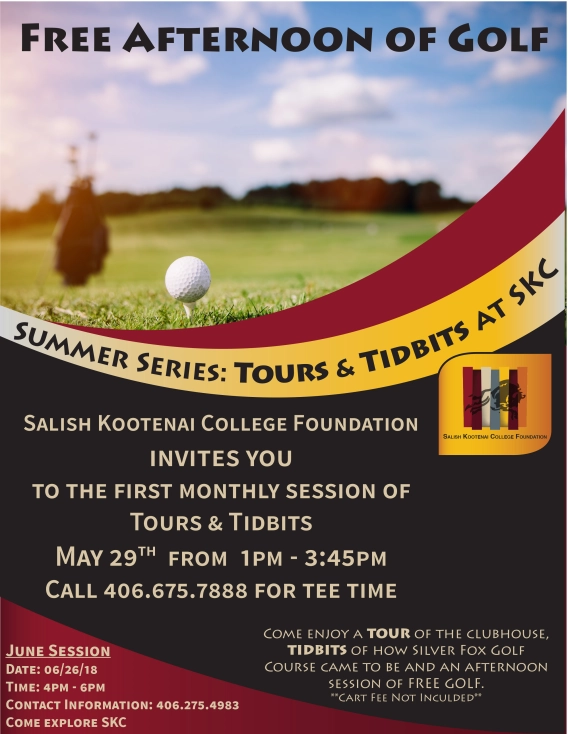 Free Afternoon of Golf
Summer Series: Tours & Tidbits at SKC
Salish Kootenai College Foundation
Salish Kootenai College Foundation
invites you
to the first monthly session of
Tours & Tidbits
May 29th from 1pm - 3:45pm
Call 406.675.7888 for tee time
Come enjoy a TOUR of the clubhouse,
TIDBITS of how Silver Fox Golf
Course came to be and an afternoon
session of FREE GOLF.
**Cart Fee Not Inculded**
June Session
Date: 06/26/18
Time: 4pm - 6pm
Contact Information: 406.275.4983
Come explore SKC